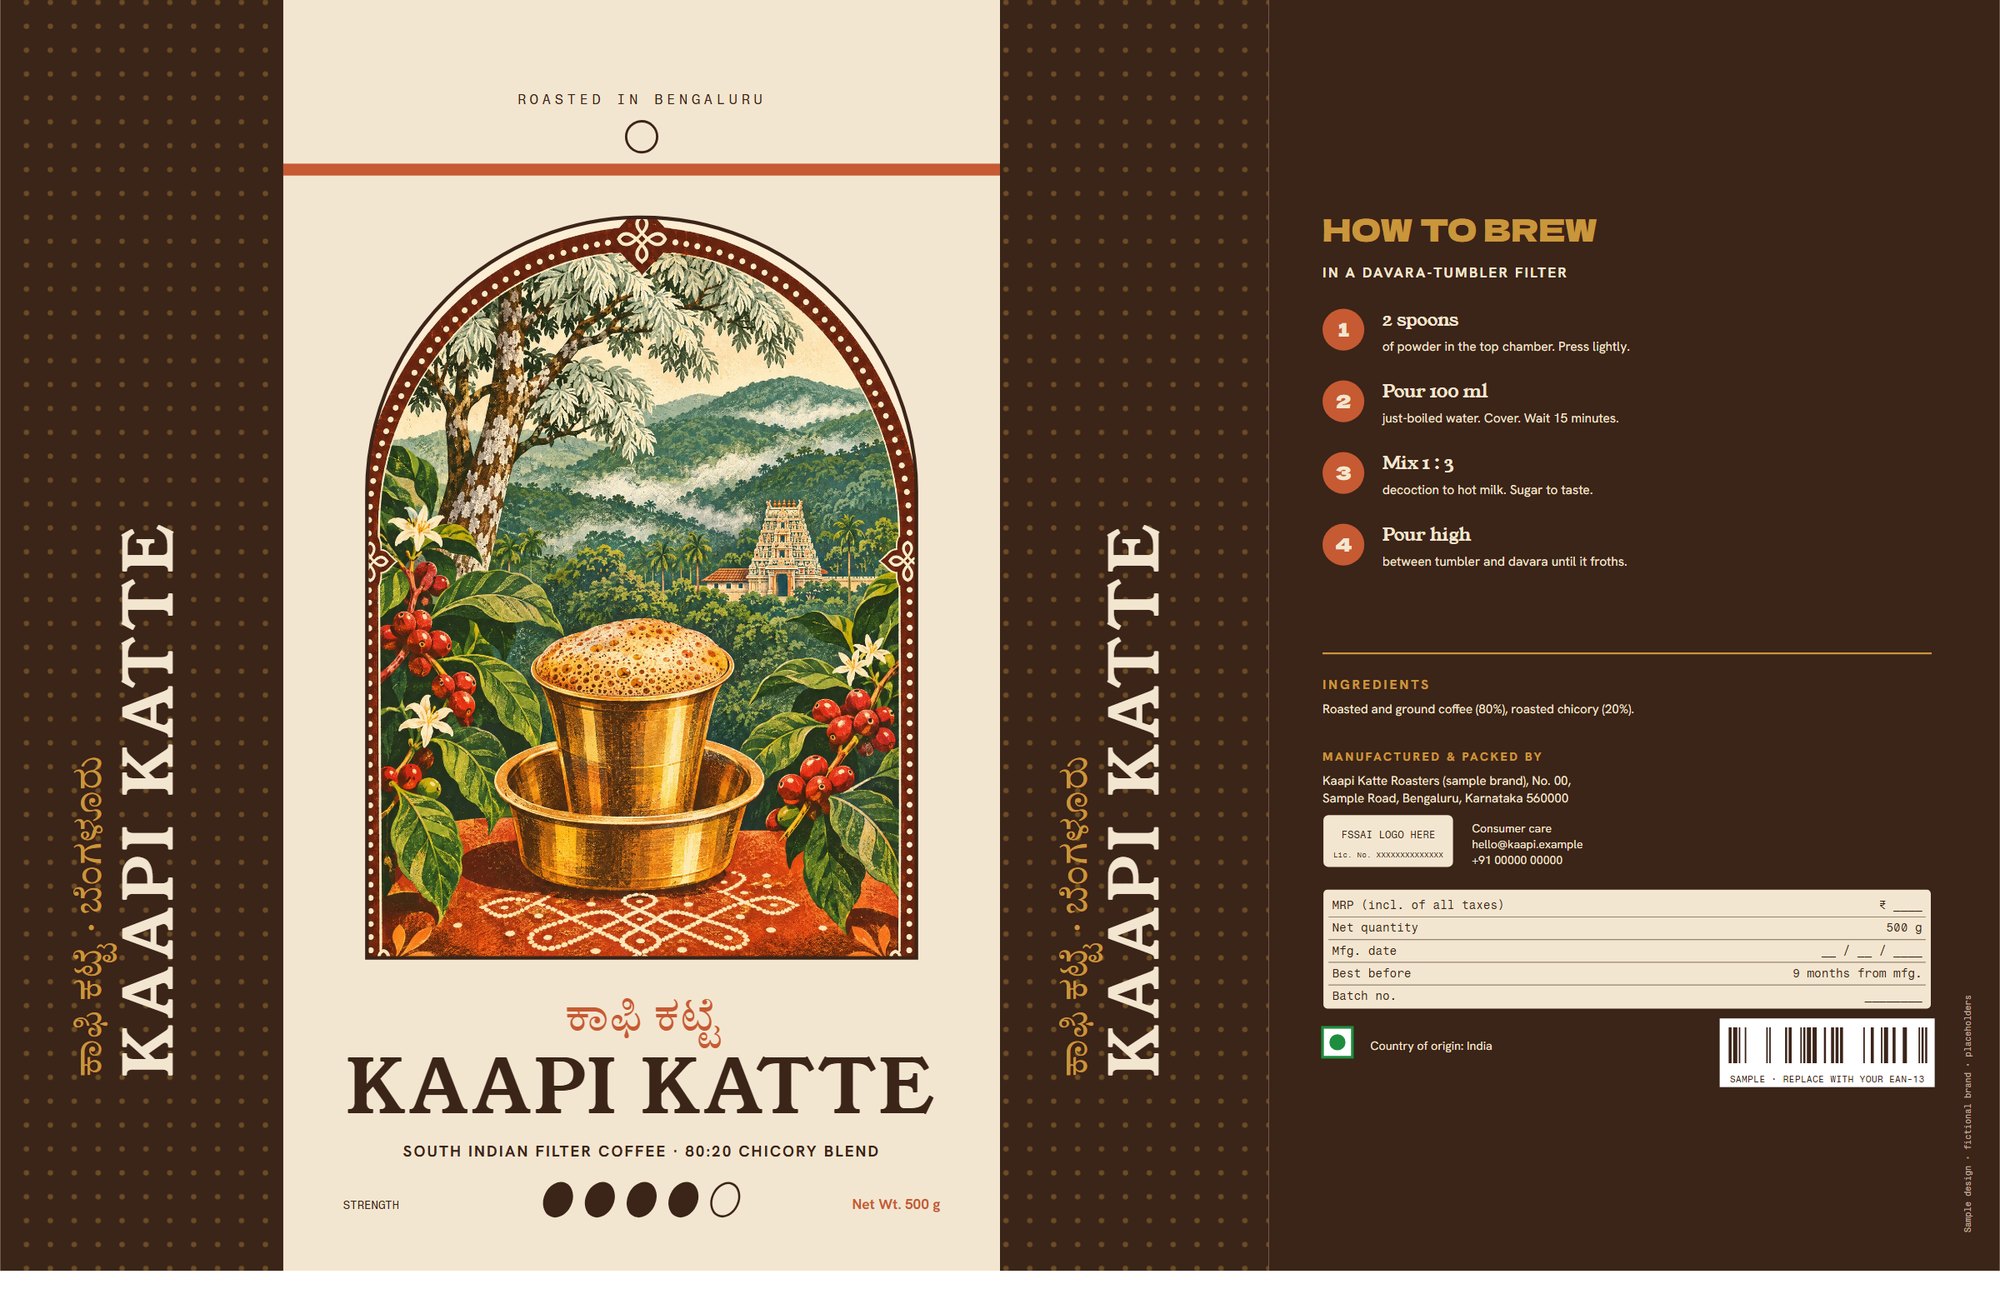 ಕಾಫಿ ಕಟ್ಟೆ · ಬೆಂಗಳೂರು
KAAPI KATTE
ROASTED IN BENGALURU
ಕಾಫಿ ಕಟ್ಟೆ
KAAPI KATTE
SOUTH INDIAN FILTER COFFEE · 80:20 CHICORY BLEND
STRENGTH
Net Wt. 500 g
ಕಾಫಿ ಕಟ್ಟೆ · ಬೆಂಗಳೂರು
KAAPI KATTE
HOW TO BREW
IN A DAVARA-TUMBLER FILTER
1
2 spoons
of powder in the top chamber. Press lightly.
2
Pour 100 ml
just-boiled water. Cover. Wait 15 minutes.
3
Mix 1 : 3
decoction to hot milk. Sugar to taste.
4
Pour high
between tumbler and davara until it froths.
INGREDIENTS
Roasted and ground coffee (80%), roasted chicory (20%).
MANUFACTURED & PACKED BY
Kaapi Katte Roasters (sample brand), No. 00,
Sample Road, Bengaluru, Karnataka 560000
FSSAI LOGO HERE
Lic. No. XXXXXXXXXXXXXX
Consumer care
hello@kaapi.example
+91 00000 00000
MRP (incl. of all taxes) ₹ ____
Net quantity 500 g
Mfg. date __ / __ / ____
Best before 9 months from mfg.
Batch no. ________
Country of origin: India
SAMPLE · REPLACE WITH YOUR EAN-13
Sample design · fictional brand · placeholders